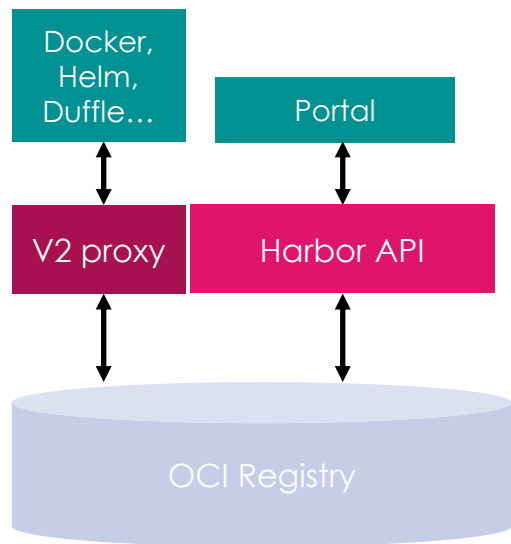 Docker,
Helm,
Duffle…
Portal
V2 proxy
Harbor API
OCI Registry